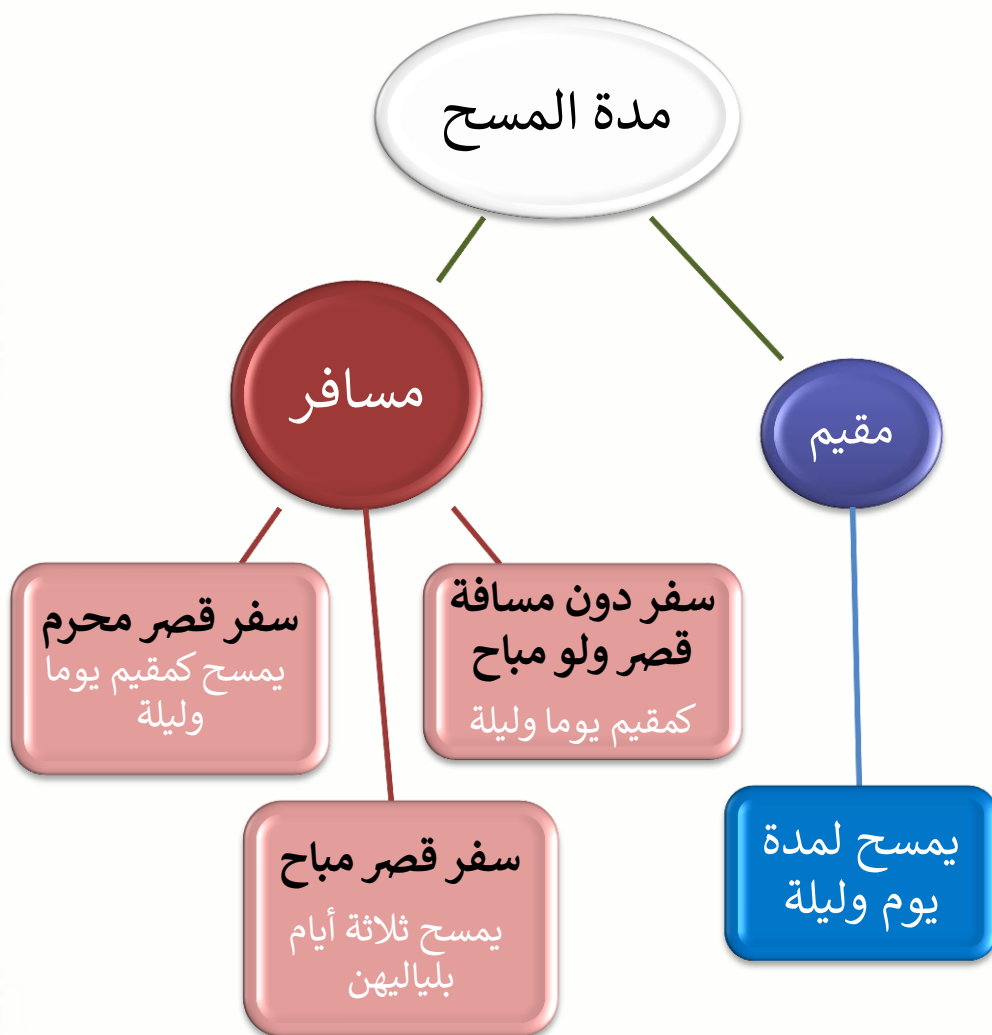 مدة المسح
مقيم
يمسح لمدة
يوم وليلة
مسافر
سفر دون مسافة
قصر ولو مباح
كمقيم يوما وليلة
سفر قصر مباح
يمسح ثلاثة أيام
بلياليهن
سفر قصر محرم
يمسح كمقيم يوما
وليلة